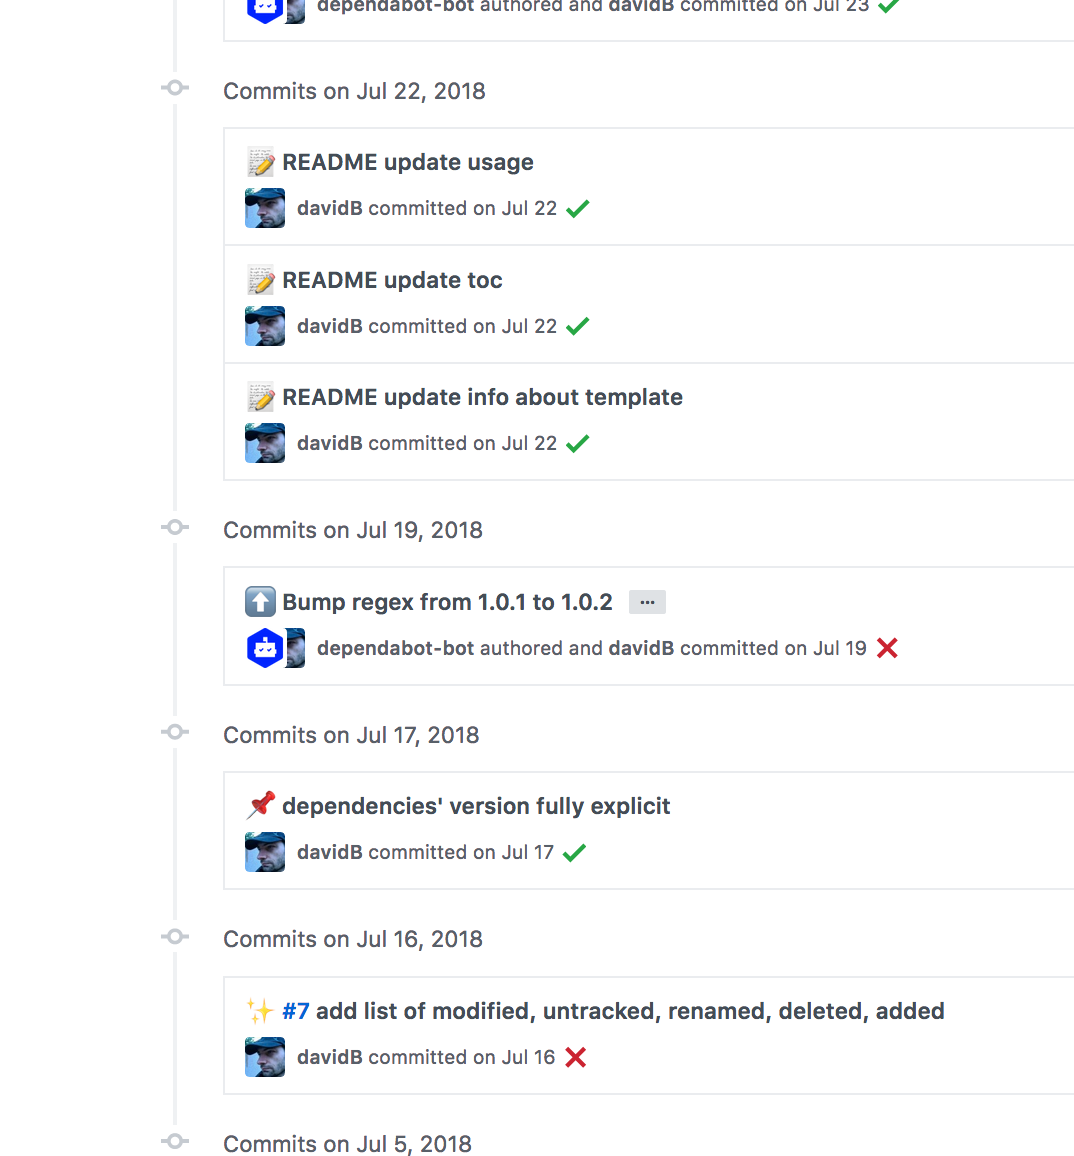 dependabot-bot authored and davidB committed on Jul 23
Commits on Jul 22, 2018
README update usage
davidB committed on Jul 22
README update toc
davidB committed on Jul 22
README update info about template
davidB committed on Jul 22
Commits on Jul 19, 2018
Bump regex from 1.0.1 to 1.0.2 ...
dependabot-bot authored and davidB committed on Jul 19
Commits on Jul 17, 2018
dependencies' version fully explicit
davidB committed on Jul 17
Commits on Jul 16, 2018
#7 add list of modified, untracked, renamed, deleted, added
davidB committed on Jul 16
Commits on Jul 5, 2018